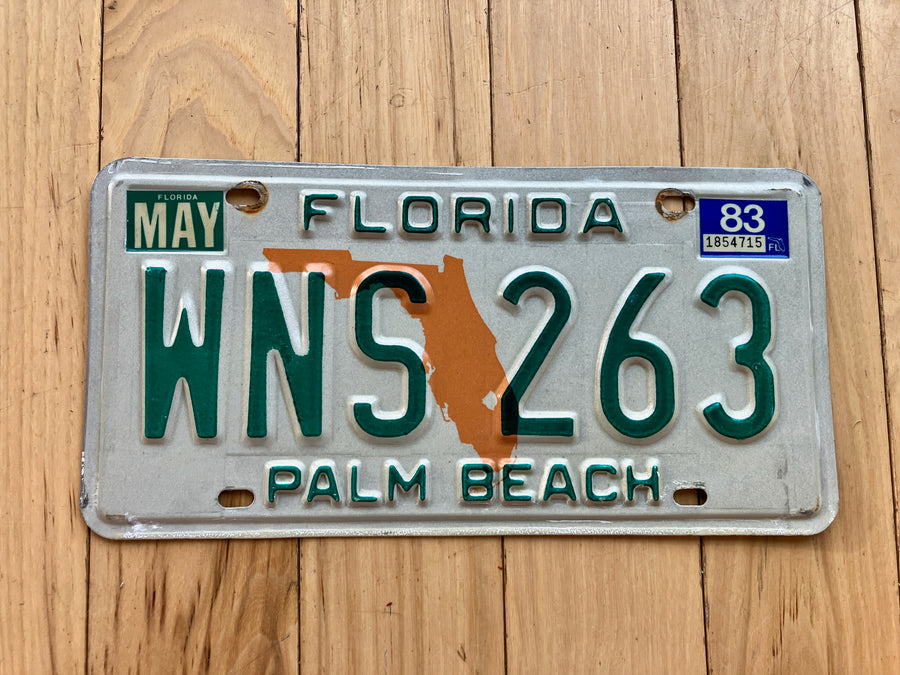 FLORIDA
MAY
FLORIDA
83
1854715 FL
WNS 263
PALM BEACH